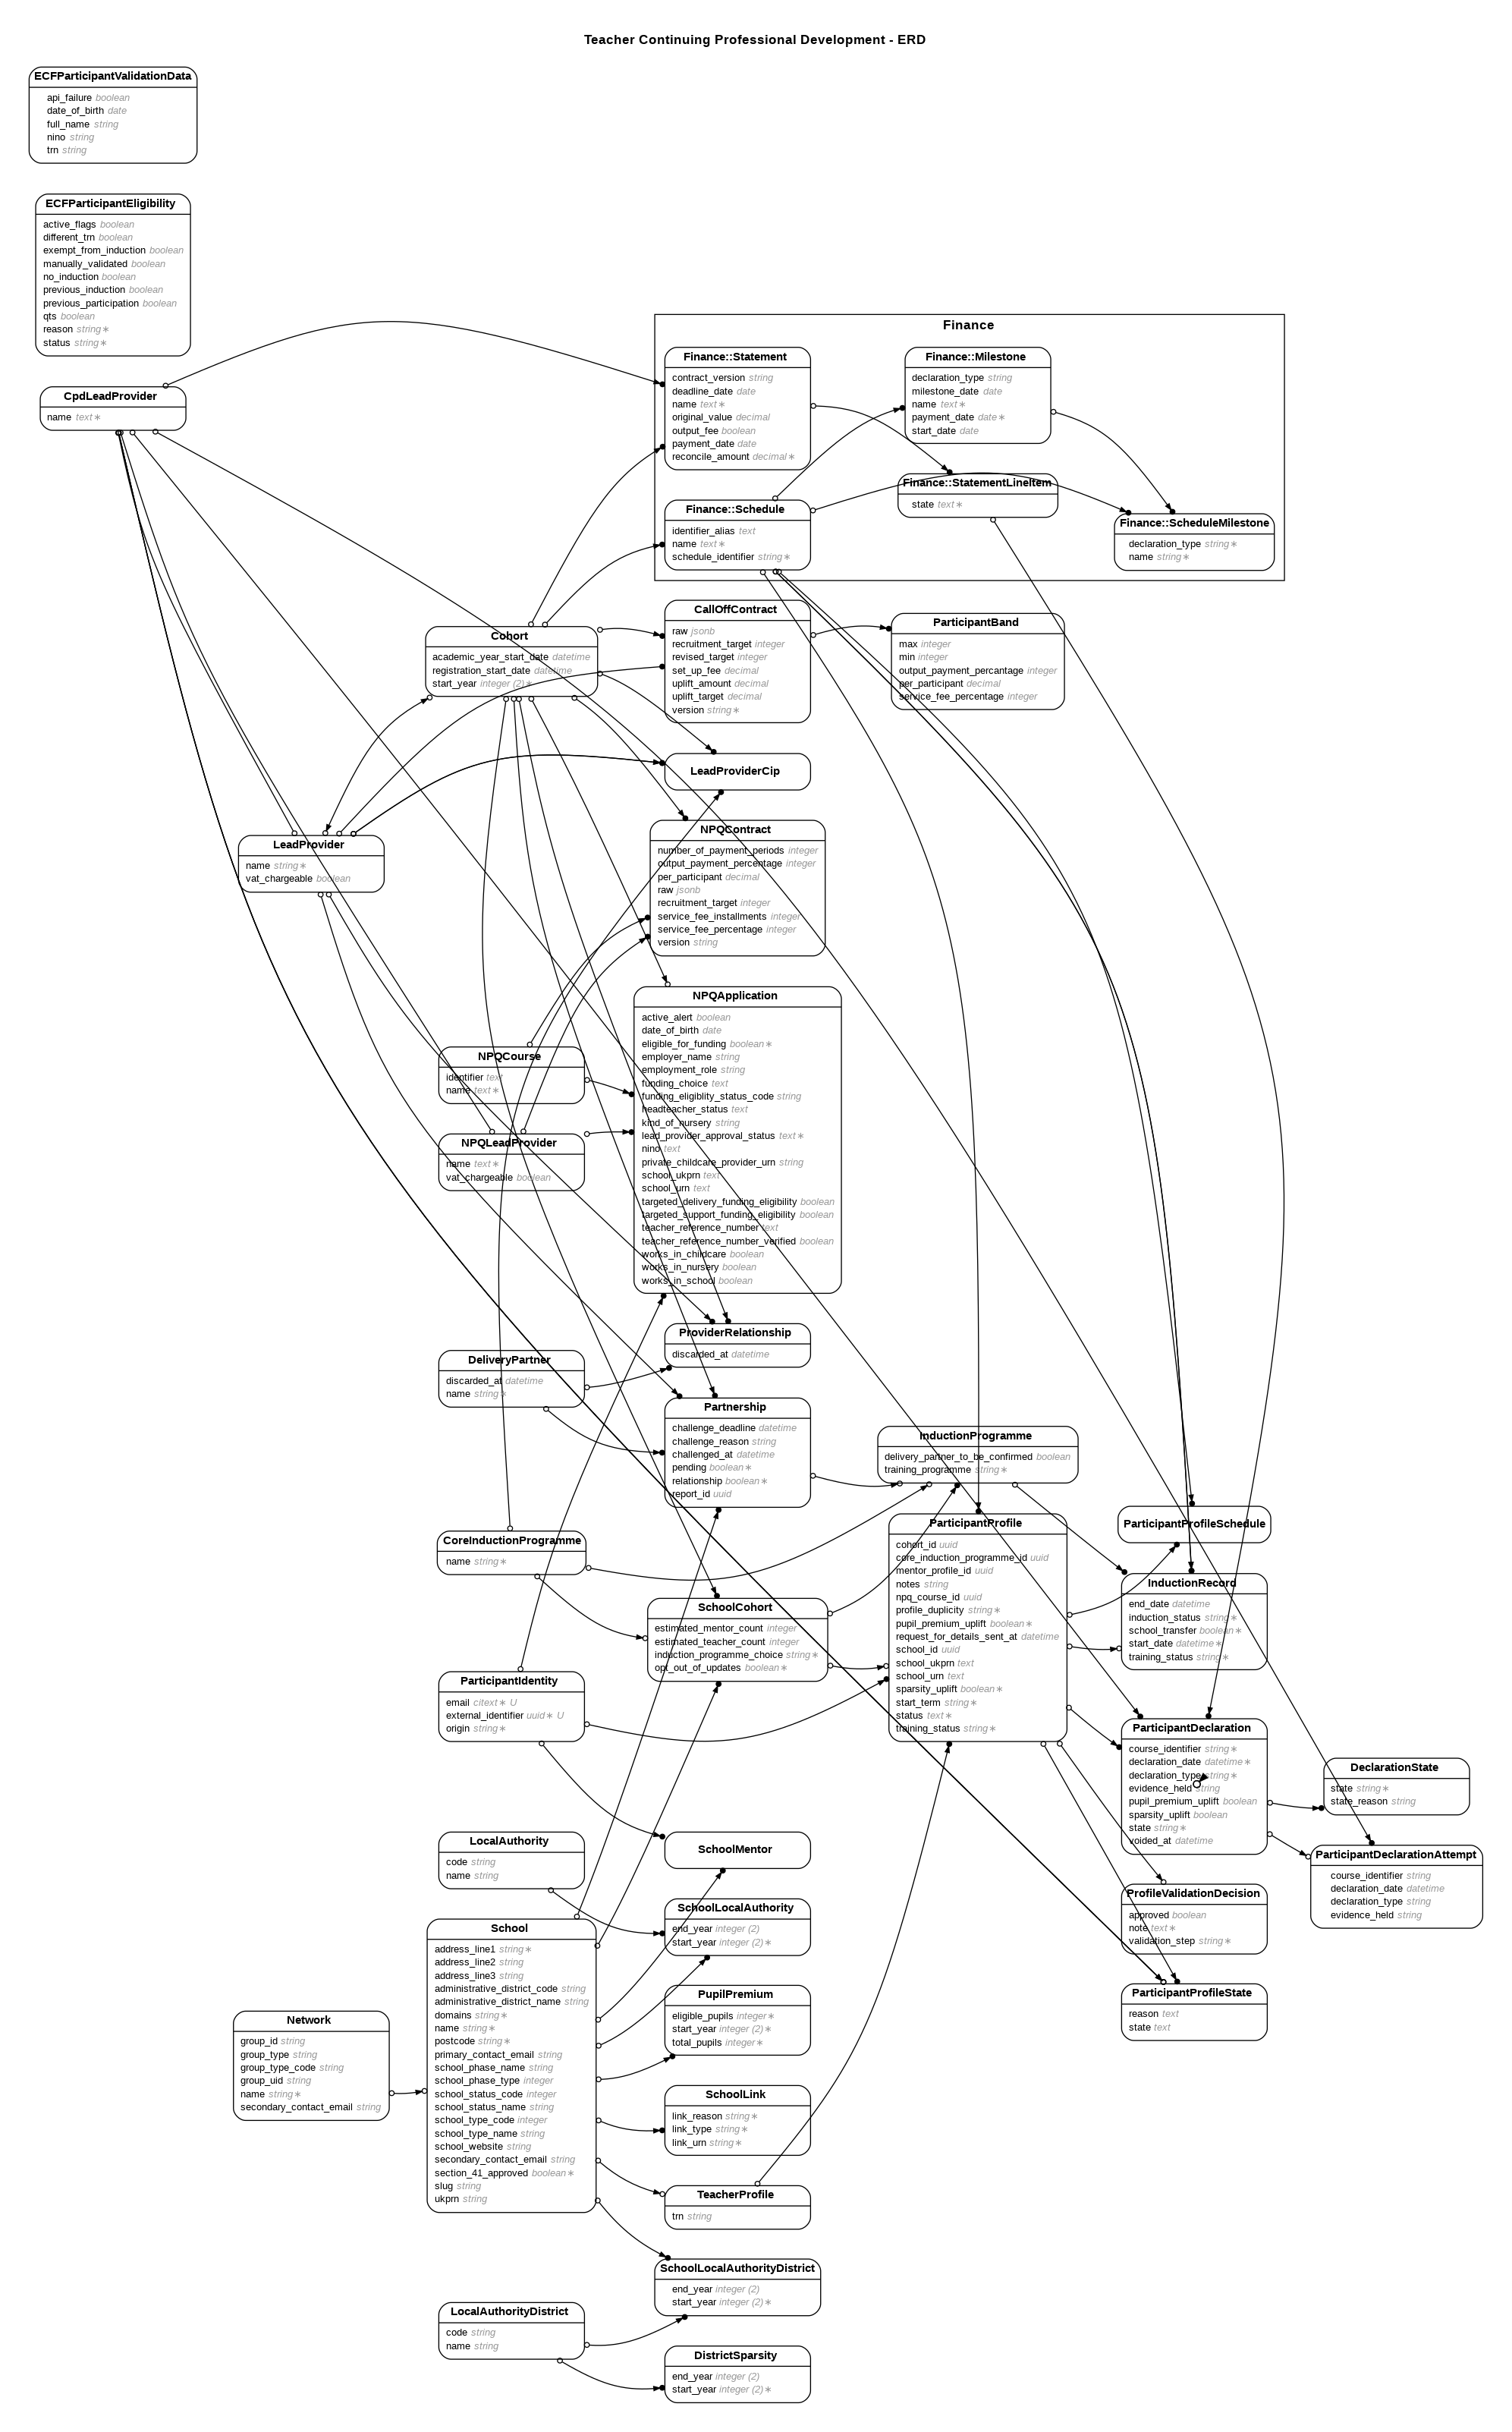 Teacher Continuing Professional Development - ERD
ECFParticipantValidationData
api_failure boolean
date_of_birth date
full_name string
nino string
trn string
ECFParticipantEligibility
active_flags boolean
different_trn boolean
exempt_from_induction boolean
manually_validated boolean
no_induction boolean
previous_induction boolean
previous_participation boolean
qts boolean
reason string∗
status string∗
CpdLeadProvider
name text∗
Finance
Finance::Statement
contract_version string
deadline_date date
name text∗
original_value decimal
output_fee boolean
payment_date date
reconcile_amount decimal∗
Finance::Milestone
declaration_type string
milestone_date date
name text∗
payment_date date∗
start_date date
Finance::StatementLineItem
state text∗
Finance::Schedule
identifier_alias text
name text∗
schedule_identifier string∗
Finance::ScheduleMilestone
declaration_type string∗
name string∗
Cohort
academic_year_start_date datetime
registration_start_date datetime
start_year integer (2)∗
CallOffContract
raw jsonb
recruitment_target integer
revised_target integer
set_up_fee decimal
uplift_amount decimal
uplift_target decimal
version string∗
ParticipantBand
max integer
min integer
output_payment_percantage integer
per_participant decimal
service_fee_percentage integer
LeadProviderCip
LeadProvider
name string∗
vat_chargeable boolean
NPQContract
number_of_payment_periods integer
output_payment_percentage integer
per_participant decimal
raw jsonb
recruitment_target integer
service_fee_installments integer
service_fee_percentage integer
version string
NPQApplication
active_alert boolean
date_of_birth date
eligible_for_funding boolean∗
employer_name string
employment_role string
funding_choice text
funding_eligiblity_status_code string
headteacher_status text
kind_of_nursery string
lead_provider_approval_status text∗
nino text
private_childcare_provider_urn string
school_ukprn text
school_urn text
targeted_delivery_funding_eligibility boolean
targeted_support_funding_eligibility boolean
teacher_reference_number text
teacher_reference_number_verified boolean
works_in_childcare boolean
works_in_nursery boolean
works_in_school boolean
NPQCourse
identifier text
name text∗
NPQLeadProvider
name text∗
vat_chargeable boolean
ProviderRelationship
discarded_at datetime
DeliveryPartner
discarded_at datetime
name string∗
Partnership
challenge_deadline datetime
challenge_reason string
challenged_at datetime
pending boolean∗
relationship boolean∗
report_id uuid
InductionProgramme
delivery_partner_to_be_confirmed boolean
training_programme string∗
CoreInductionProgramme
name string∗
SchoolCohort
estimated_mentor_count integer
estimated_teacher_count integer
induction_programme_choice string∗
opt_out_of_updates boolean∗
ParticipantProfile
cohort_id uuid
core_induction_programme_id uuid
mentor_profile_id uuid
notes string
npq_course_id uuid
profile_duplicity string∗
pupil_premium_uplift boolean∗
request_for_details_sent_at datetime
school_id uuid
school_ukprn text
school_urn text
sparsity_uplift boolean∗
start_term string∗
status text∗
training_status string∗
ParticipantProfileSchedule
InductionRecord
end_date datetime
induction_status string∗
school_transfer boolean∗
start_date datetime∗
training_status string∗
ParticipantIdentity
email citext∗ U
external_identifier uuid∗ U
origin string∗
ParticipantDeclaration
course_identifier string∗
declaration_date datetime∗
declaration_type string∗
evidence_held string
pupil_premium_uplift boolean
sparsity_uplift boolean
state string∗
voided_at datetime
DeclarationState
state string∗
state_reason string
ParticipantDeclarationAttempt
course_identifier string
declaration_date datetime
declaration_type string
evidence_held string
LocalAuthority
code string
name string
SchoolMentor
SchoolLocalAuthority
end_year integer (2)
start_year integer (2)∗
ProfileValidationDecision
approved boolean
note text∗
validation_step string∗
ParticipantProfileState
reason text
state text
School
address_line1 string∗
address_line2 string
address_line3 string
administrative_district_code string
administrative_district_name string
domains string∗
name string∗
postcode string∗
primary_contact_email string
school_phase_name string
school_phase_type integer
school_status_code integer
school_status_name string
school_type_code integer
school_type_name string
school_website string
secondary_contact_email string
section_41_approved boolean∗
slug string
ukprn string
Network
group_id string
group_type string
group_type_code string
group_uid string
name string∗
secondary_contact_email string
PupilPremium
eligible_pupils integer∗
start_year integer (2)∗
total_pupils integer∗
SchoolLink
link_reason string∗
link_type string∗
link_urn string∗
TeacherProfile
trn string
SchoolLocalAuthorityDistrict
end_year integer (2)
start_year integer (2)∗
LocalAuthorityDistrict
code string
name string
DistrictSparsity
end_year integer (2)
start_year integer (2)∗